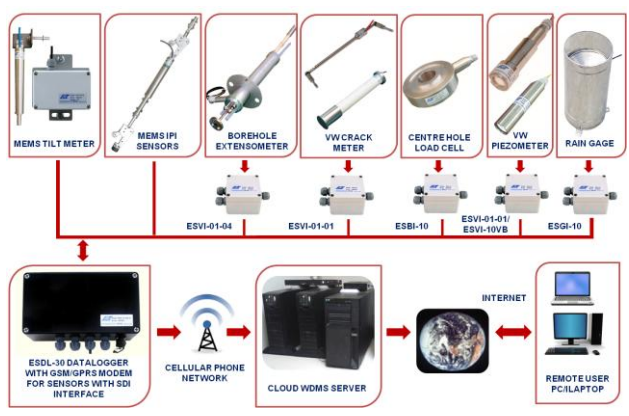 MEMS TILT METER
MEMS IPI
SENSORS
BOREHOLE
EXTENSOMETER
VW CRACK
METER
CENTRE HOLE
LOAD CELL
VW
PIEZOMETER
RAIN GAGE
ESVI-01-04
ESVI-01-01
ESBI-10
ESVI-01-01/
ESVI-10VB
ESGI-10
ESDL-30 DATALOGGER
WITH GSM/GPRS MODEM
FOR SENSORS WITH SDI
INTERFACE
CELLULAR PHONE
NETWORK
CLOUD WDMS SERVER
INTERNET
REMOTE USER
PC/lLAPTOP